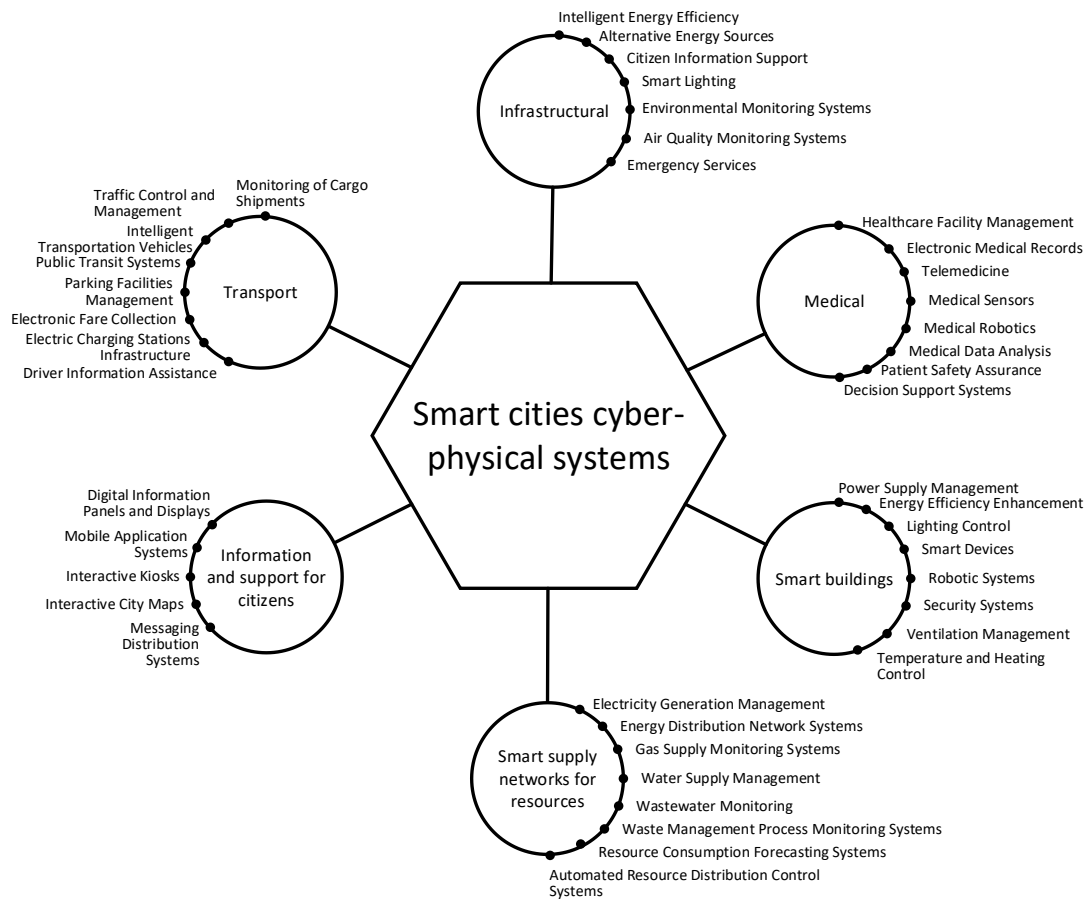 Intelligent Energy Efficiency
Alternative Energy Sources
Citizen Information Support
Smart Lighting
Environmental Monitoring Systems
Air Quality Monitoring Systems
Emergency Services
Infrastructural
Monitoring of Cargo
Shipments
Traffic Control and
Management
Intelligent
Transportation Vehicles
Public Transit Systems
Parking Facilities
Management
Electronic Fare Collection
Electric Charging Stations
Infrastructure
Driver Information Assistance
Transport
Healthcare Facility Management
Electronic Medical Records
Telemedicine
Medical Sensors
Medical Robotics
Medical Data Analysis
Patient Safety Assurance
Decision Support Systems
Medical
Smart cities cyber-
physical systems
Digital Information
Panels and Displays
Mobile Application
Systems
Interactive Kiosks
Interactive City Maps
Messaging
Distribution
Systems
Information
and support for
citizens
Power Supply Management
Energy Efficiency Enhancement
Lighting Control
Smart Devices
Robotic Systems
Security Systems
Ventilation Management
Temperature and Heating
Control
Smart buildings
Electricity Generation Management
Energy Distribution Network Systems
Gas Supply Monitoring Systems
Water Supply Management
Wastewater Monitoring
Waste Management Process Monitoring Systems
Resource Consumption Forecasting Systems
Automated Resource Distribution Control
Systems
Smart supply
networks for
resources